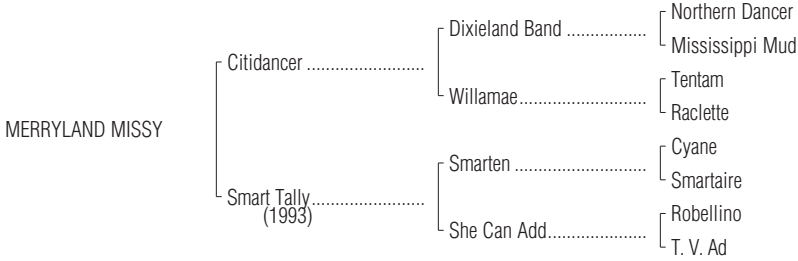 Northern Dancer
Dixieland Band ..................
Mississippi Mud
Citidancer ..........................
Tentam
Willamae............................
Raclette
MERRYLAND MISSY
Cyane
Smarten .............................
Smartaire
Smart Tally.........................
(1993)
Robellino
She Can Add......................
T. V. Ad